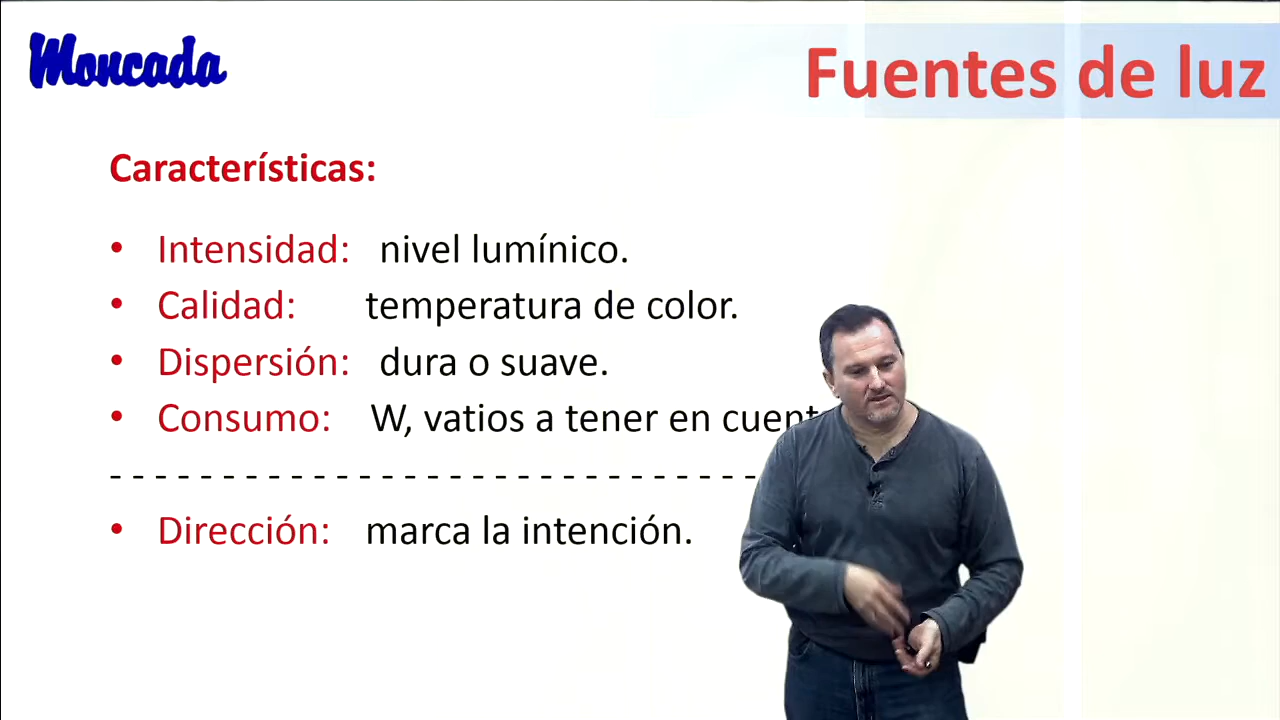 Moncada
Fuentes de luz
Características:
• Intensidad: nivel lumínico.
• Calidad: temperatura de color.
• Dispersión: dura o suave.
• Consumo: W, vatios a tener en
- - - - - - - - - - - - - - - - - - - - - - - - - - - - -
• Dirección: marca la intención.